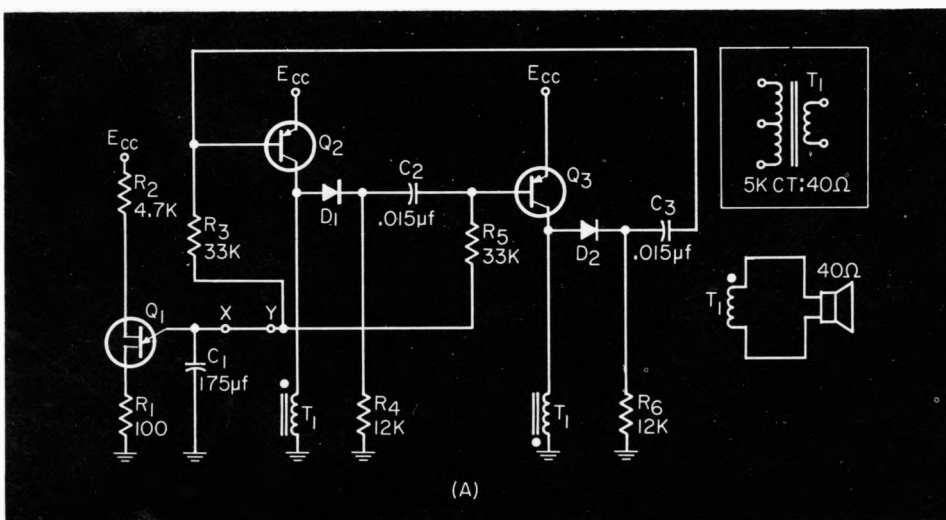 ECC
Q2
ECC
Q3
T1
5K CT:40Ω
ECC
R2
4.7K
R3
33K
D1
C2
.015µf
R5
33K
D2
C3
.015µf
T1
40Ω
Q1
X
Y
C1
175µf
R1
100
T1
R4
12K
T1
R6
12K
(A)